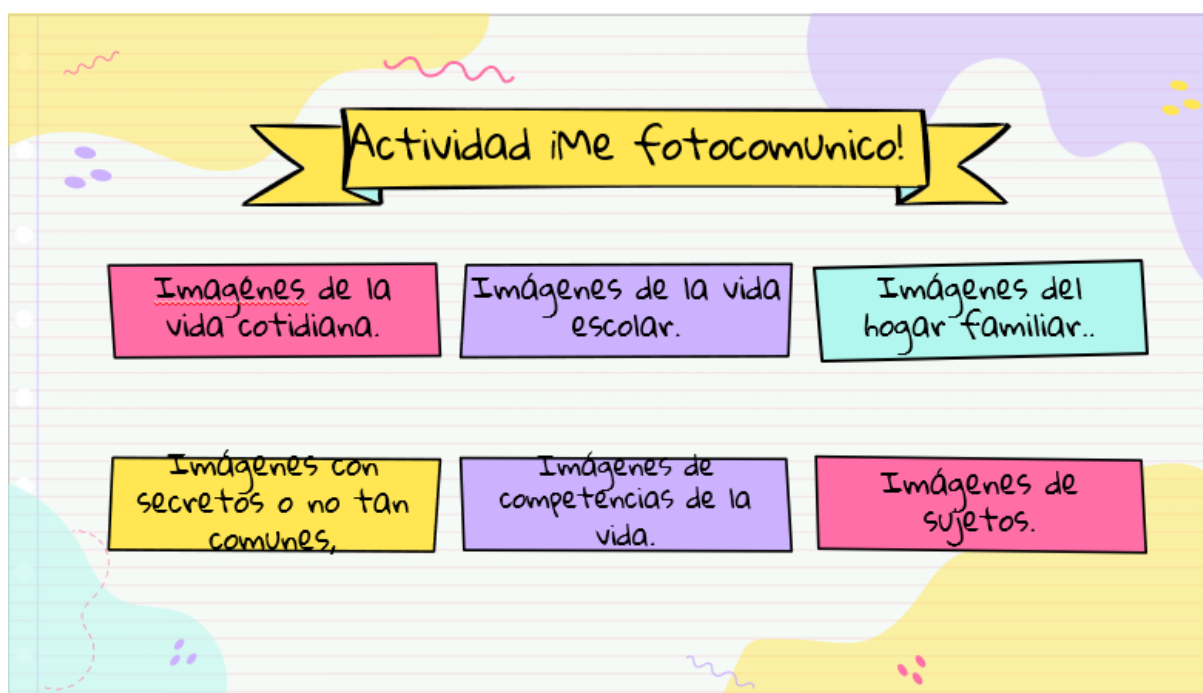 Actividad ¡Me fotocomunico!
Imagénes de la
vida cotidiana.
Imágenes de la vida
escolar.
Imágenes del
hogar familiar..
Imágenes con
secretos o no tan
comunes,
Imágenes de
competencias de la
vida.
Imágenes de
sujetos.